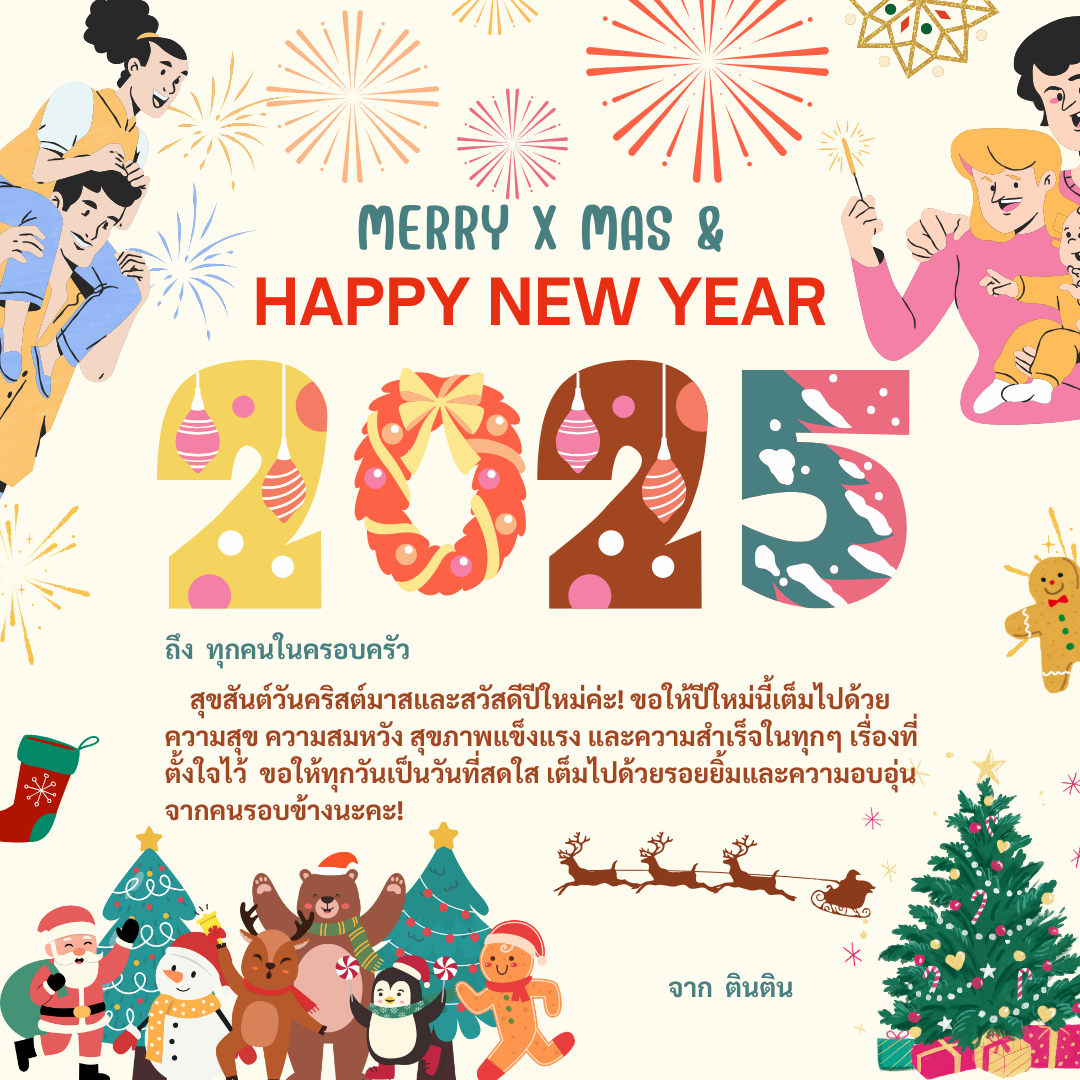 MERRY X MAS &
HAPPY NEW YEAR
2025
ถึง ทุกคนในครอบครัว
สุขสันต์วันคริสต์มาสและสวัสดีปีใหม่ค่ะ! ขอให้ปีใหม่นี้เต็มไปด้วย
ความสุข ความสมหวัง สุขภาพแข็งแรง และความสำเร็จในทุกๆ เรื่องที่
ตั้งใจไว้ ขอให้ทุกวันเป็นวันที่สดใส เต็มไปด้วยรอยยิ้มและความอบอุ่น
จากคนรอบข้างนะคะ!
จาก ตินติน